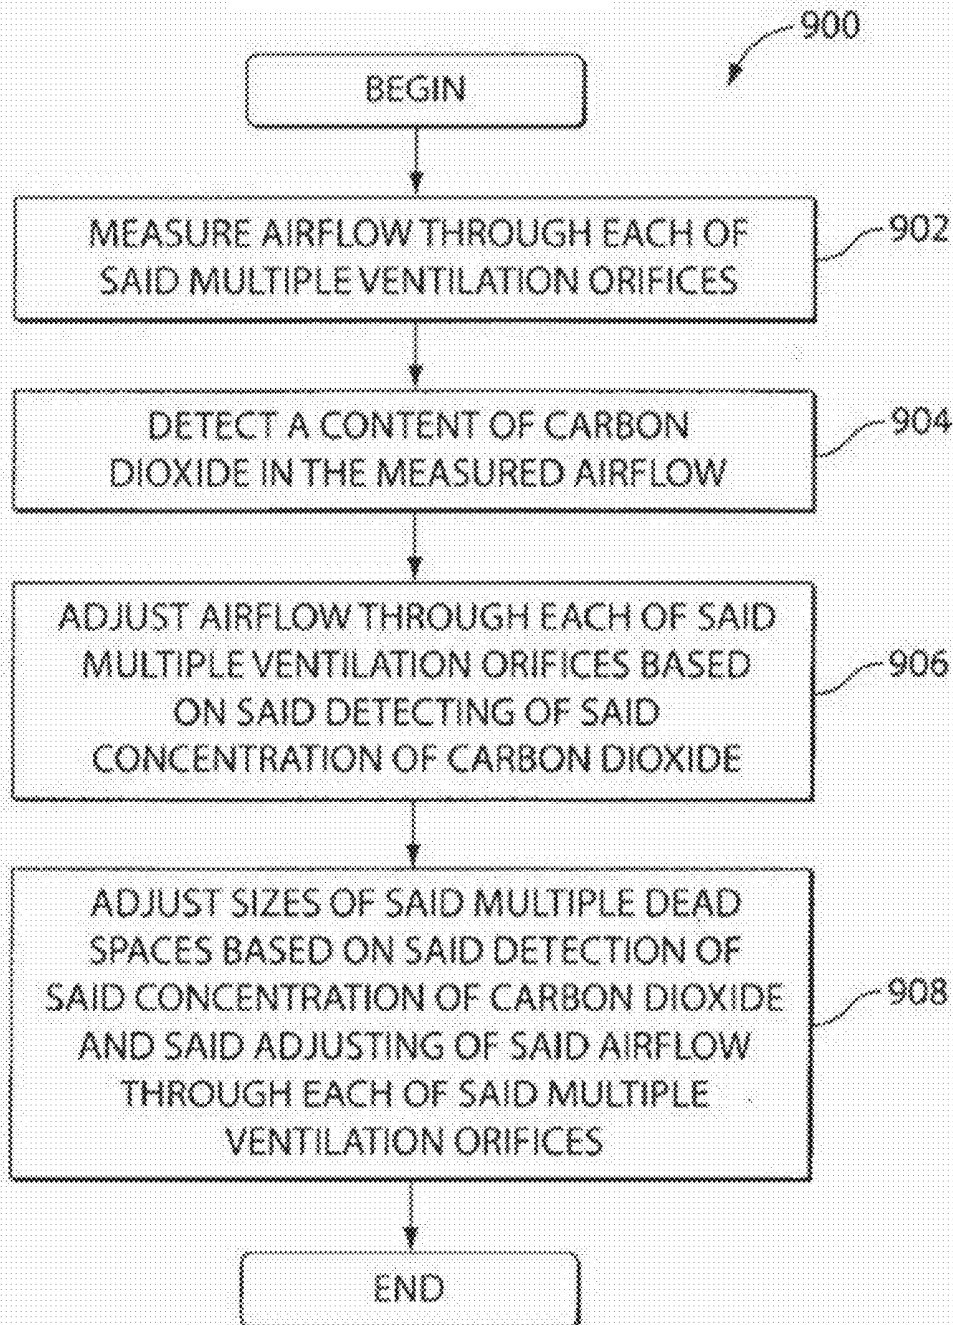 900
BEGIN
MEASURE AIRFLOW THROUGH EACH OF
SAID MULTIPLE VENTILATION ORIFICES
902
DETECT A CONTENT OF CARBON
DIOXIDE IN THE MEASURED AIRFLOW
904
ADJUST AIRFLOW THROUGH EACH OF SAID
MULTIPLE VENTILATION ORIFICES BASED
ON SAID DETECTING OF SAID
CONCENTRATION OF CARBON DIOXIDE
906
ADJUST SIZES OF SAID MULTIPLE DEAD
SPACES BASED ON SAID DETECTION OF
SAID CONCENTRATION OF CARBON DIOXIDE
AND SAID ADJUSTING OF SAID AIRFLOW
THROUGH EACH OF SAID MULTIPLE
VENTILATION ORIFICES
908
END